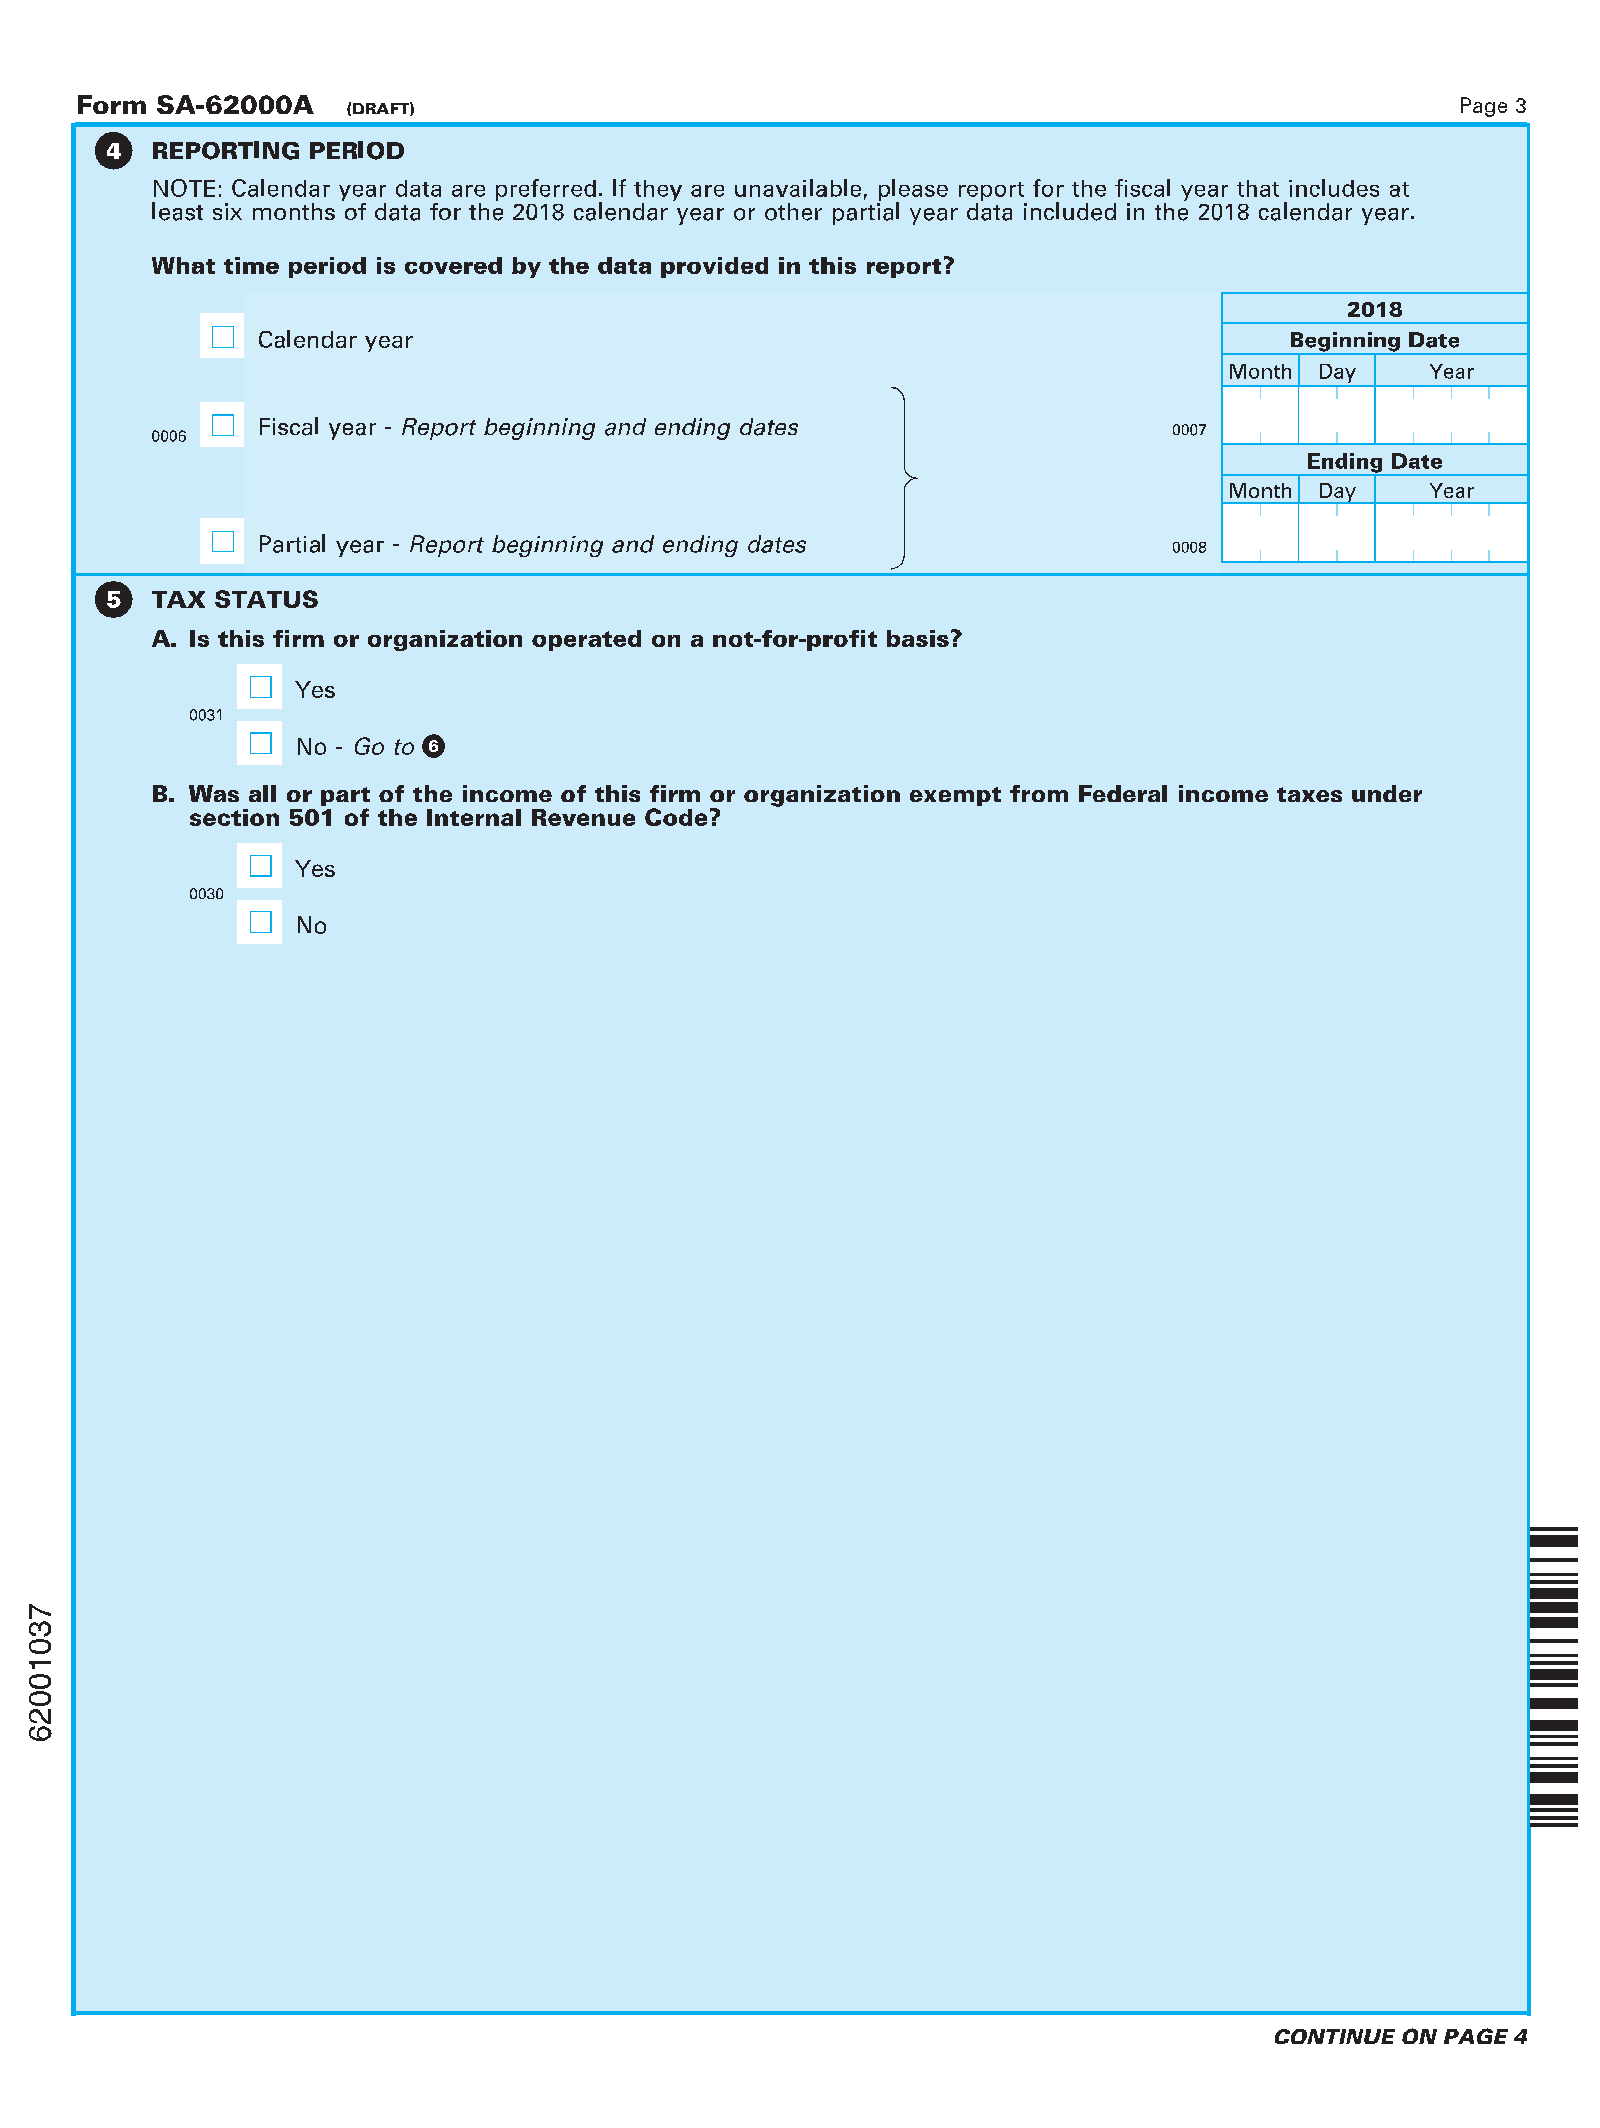 Form SA-62000A (DRAFT) Page 3
4 REPORTING PERIOD
NOTE: Calendar year data are preferred. If they are unavailable, please report for the fiscal year that includes at
least six months of data for the 2018 calendar year or other partial year data included in the 2018 calendar year.
What time period is covered by the data provided in this report?
2018
Calendar year
Beginning Date
Month Day Year
0006 Fiscal year - Report beginning and ending dates 0007
Ending Date
Month Day Year
Partial year - Report beginning and ending dates 0008
5 TAX STATUS
A. Is this firm or organization operated on a not-for-profit basis?
Yes
0031
No - Go to 6
B. Was all or part of the income of this firm or organization exempt from Federal income taxes under
section 501 of the Internal Revenue Code?
Yes
0030
No
62001037
CONTINUE ON PAGE 4